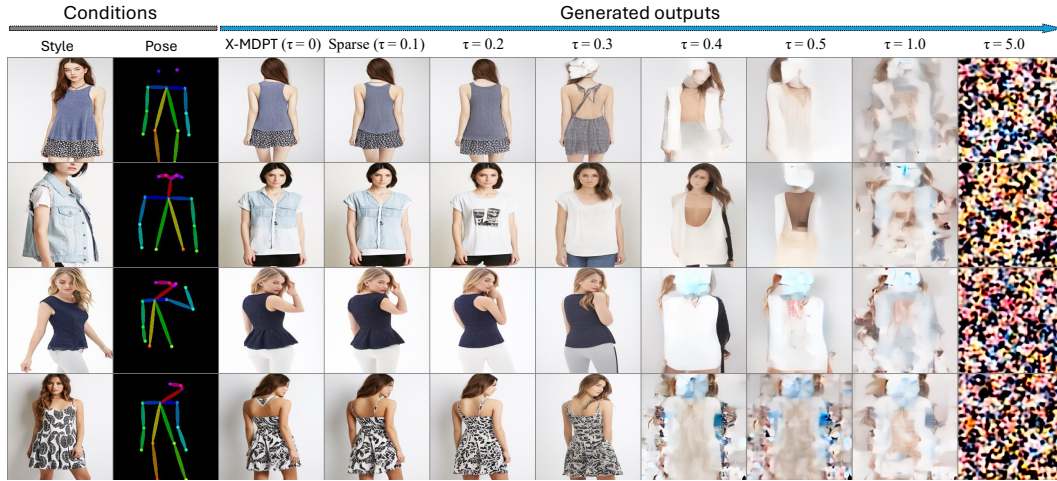 Conditions
Generated outputs
Style
Pose
X-MDPT (τ = 0)
Sparse (τ = 0.1)
τ = 0.2
τ = 0.3
τ = 0.4
τ = 0.5
τ = 1.0
τ = 5.0